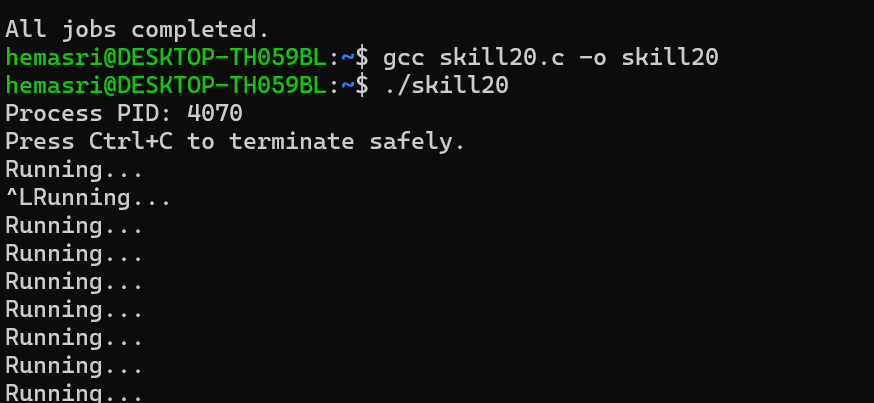 All jobs completed.
hemasri@DESKTOP-TH059BL:~$ gcc skill20.c -o skill20
hemasri@DESKTOP-TH059BL:~$ ./skill20
Process PID: 4070
Press Ctrl+C to terminate safely.
Running...
^LRunning...
Running...
Running...
Running...
Running...
Running...
Running...
Running...